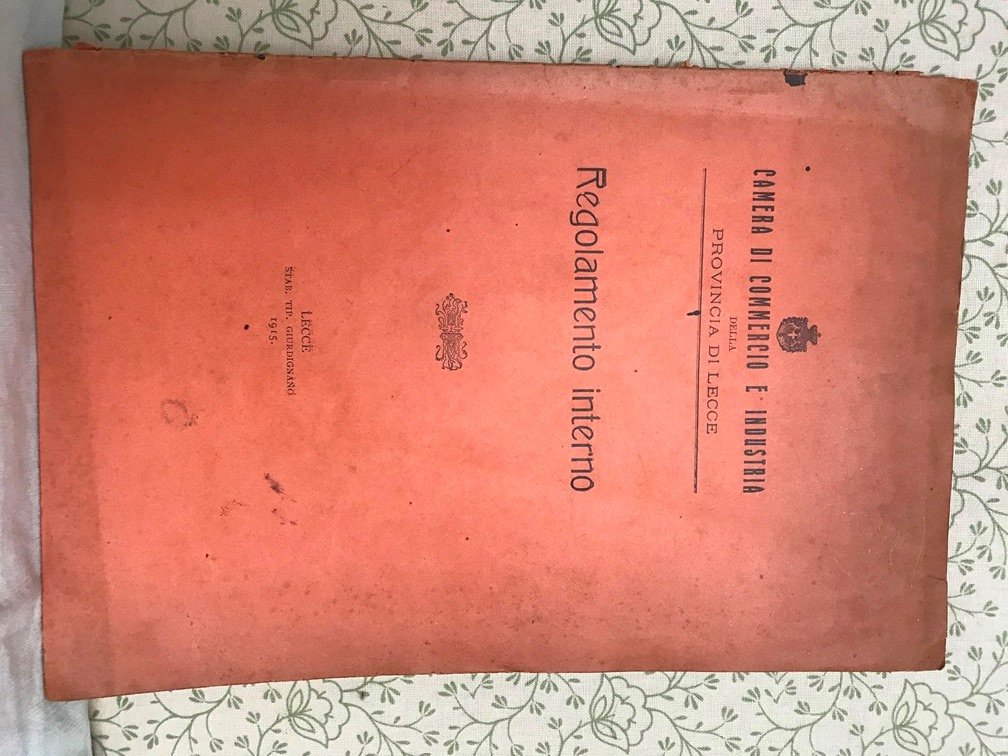 CAMERA DI COMMERCIO E INDUSTRIA
DELLA
PROVINCIA DI LECCE
Regolamento interno
LECCE
STAB. TIP. GIURDIGNANO
1915.